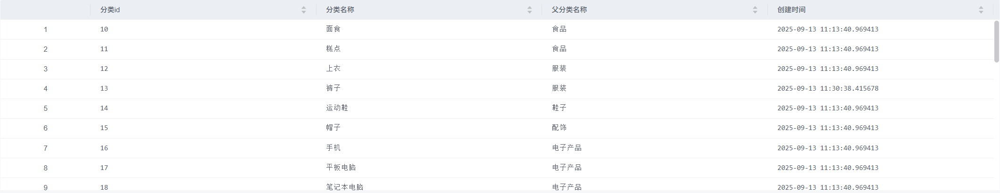 分类id 分类名称 父分类名称 创建时间
1 10 面食 食品 2025-09-13 11:13:40.969413
2 11 糕点 食品 2025-09-13 11:13:40.969413
3 12 上衣 服装 2025-09-13 11:13:40.969413
4 13 裤子 服装 2025-09-13 11:30:38.415678
5 14 运动鞋 鞋子 2025-09-13 11:13:40.969413
6 15 帽子 配饰 2025-09-13 11:13:40.969413
7 16 手机 电子产品 2025-09-13 11:13:40.969413
8 17 平板电脑 电子产品 2025-09-13 11:13:40.969413
9 18 笔记本电脑 电子产品 2025-09-13 11:13:40.969413